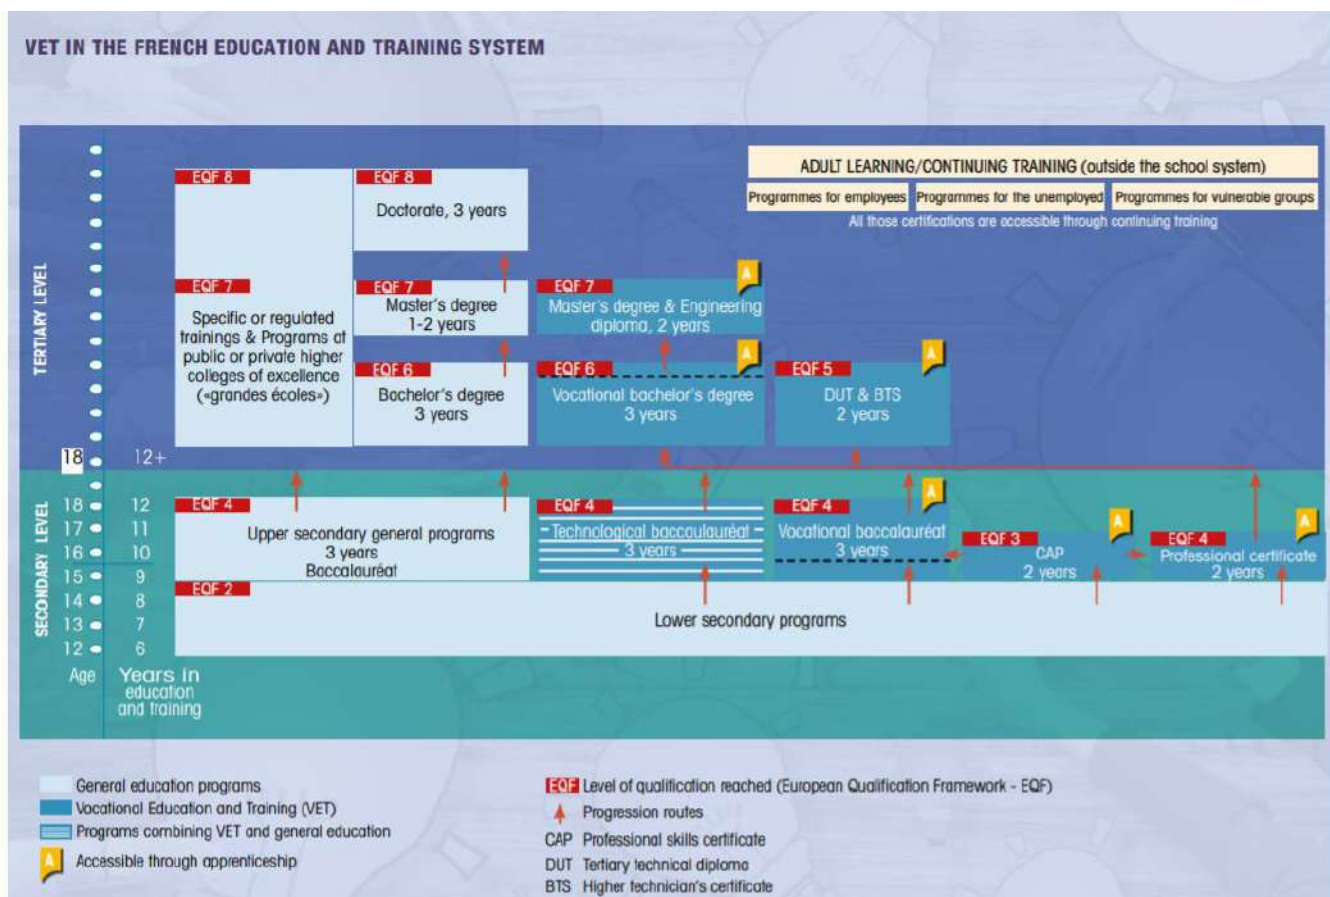 VET IN THE FRENCH EDUCATION AND TRAINING SYSTEM
ADULT LEARNING/CONTINUING TRAINING (outside the school system)
Programmes for employees
Programmes for the unemployed
Programmes for vulnerable groups
All those certifications are accessible through continuing training
TERTIARY LEVEL
EQF 8
EQF 8
Doctorate, 3 years
EQF 7
Specific or regulated
trainings & Programs at
public or private higher
colleges of excellence
(«grandes écoles»)
EQF 7
Master's degree
1-2 years
EQF 7
A
Master's degree & Engineering
diploma, 2 years
EQF 6
Bachelor's degree
3 years
EQF 6
A
Vocational bachelor's degree
3 years
EQF 5
A
DUT & BTS
2 years
18
12+
SECONDARY LEVEL
18 12
17 11
16 10
15 9
14 8
13 7
12 6
Age
Years in
education
and training
EQF 4
Upper secondary general programs
3 years
Baccalauréat
EQF 4
Technological baccaulauréat
3 years
EQF 4
A
Vocational baccalauréat
3 years
EQF 3
A
CAP
2 years
EQF 4
A
Professional certificate
2 years
EQF 2
Lower secondary programs
General education programs
Vocational Education and Training (VET)
Programs combining VET and general education
A Accessible through apprenticeship
EQF Level of qualification reached (European Qualification Framework - EQF)
Progression routes
CAP Professional skills certificate
DUT Tertiary technical diploma
BTS Higher technician's certificate